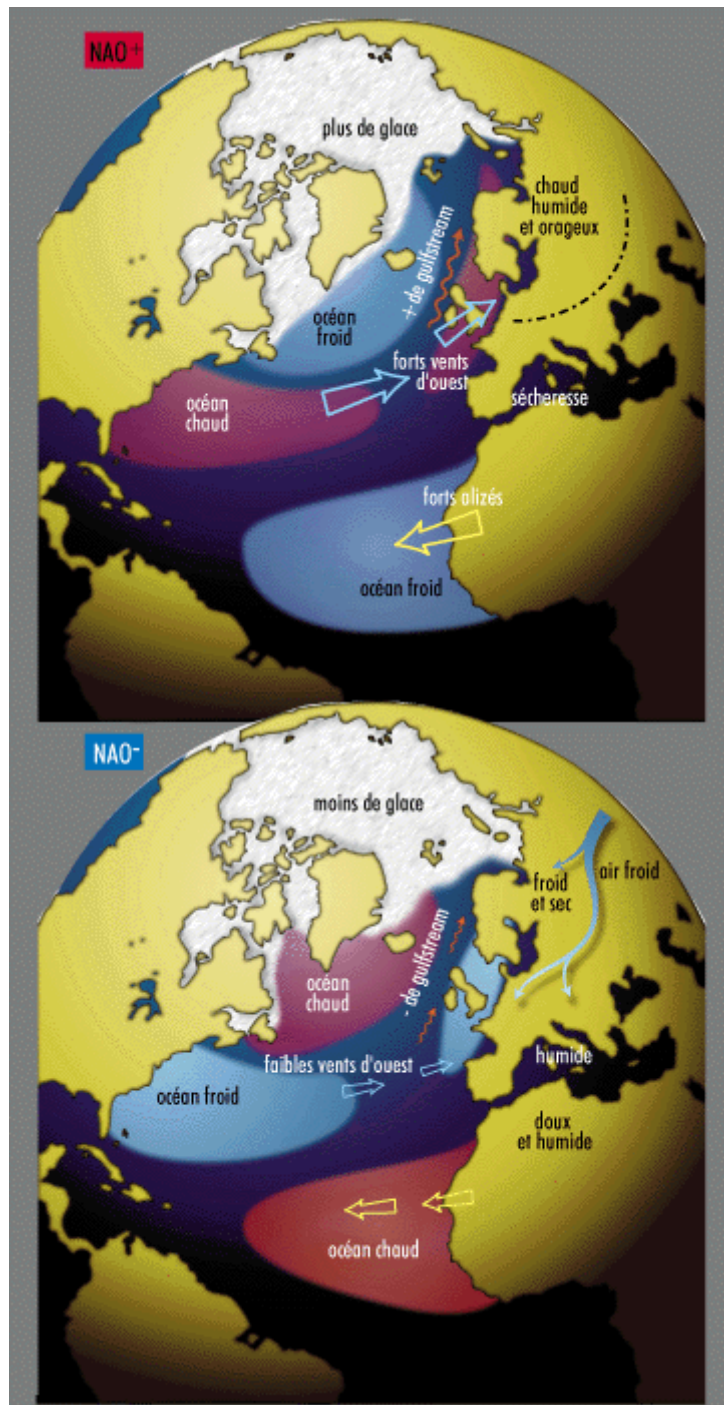 NAO+
plus de glace
chaud
humide
et orageux
+ de gulfstream
océan
froid
forts vents
d'ouest
océan
chaud
sécheresse
forts alizés
océan froid
NAO-
moins de glace
air froid
froid
et sec
- de gulfstream
océan
chaud
faibles vents d'ouest
humide
océan froid
doux
et humide
océan chaud